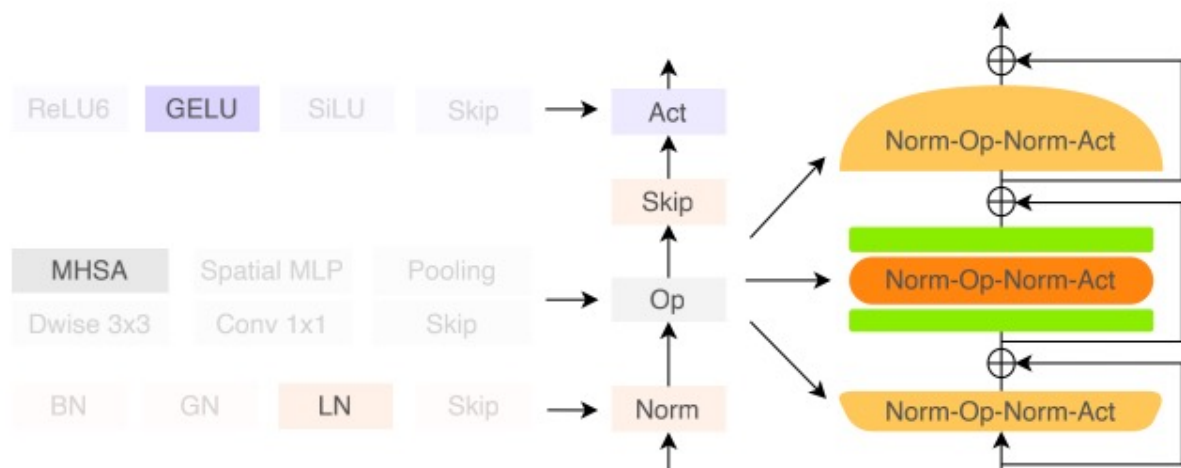 ReLU6 GELU SiLU Skip
Act
Norm-Op-Norm-Act
Skip
MHSA Spatial MLP Pooling
Norm-Op-Norm-Act
Op
Dwise 3x3 Conv 1x1 Skip
BN GN LN Skip
Norm
Norm-Op-Norm-Act